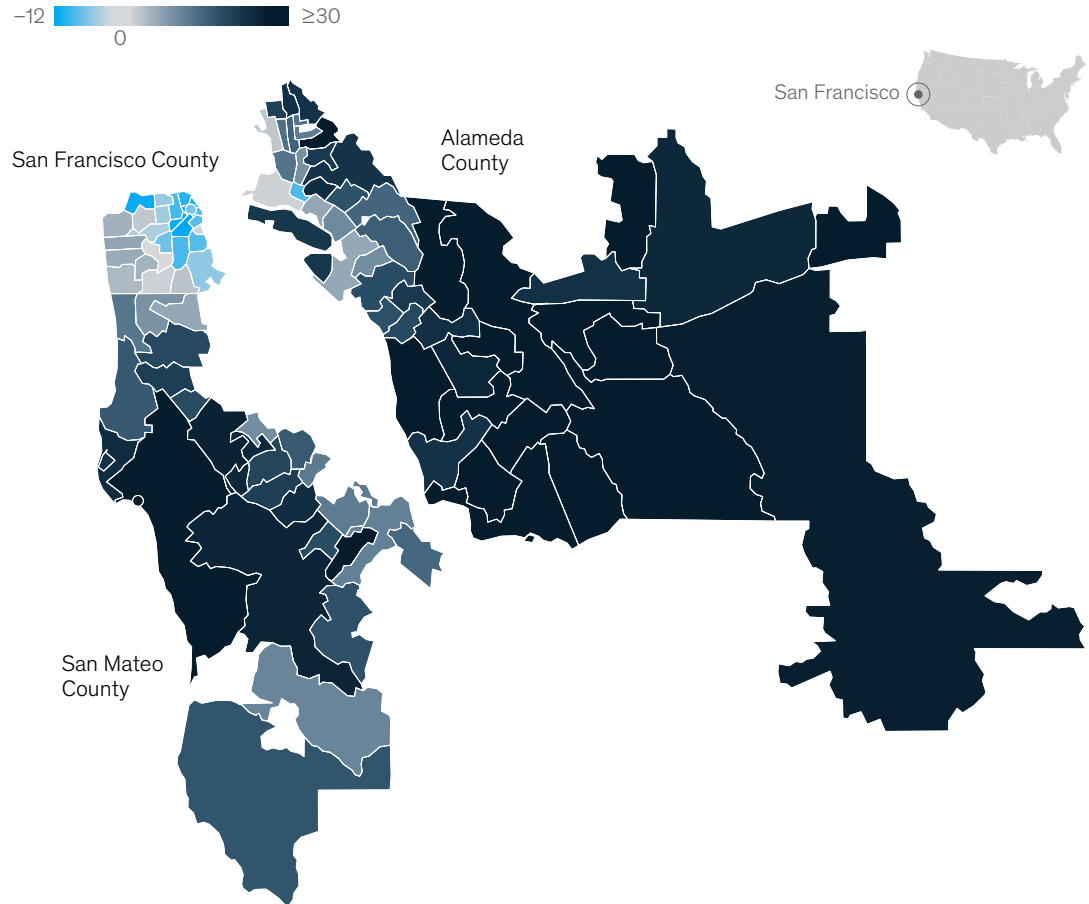 –12
≥30
0
San Francisco
Alameda
County
San Francisco County
San Mateo
County